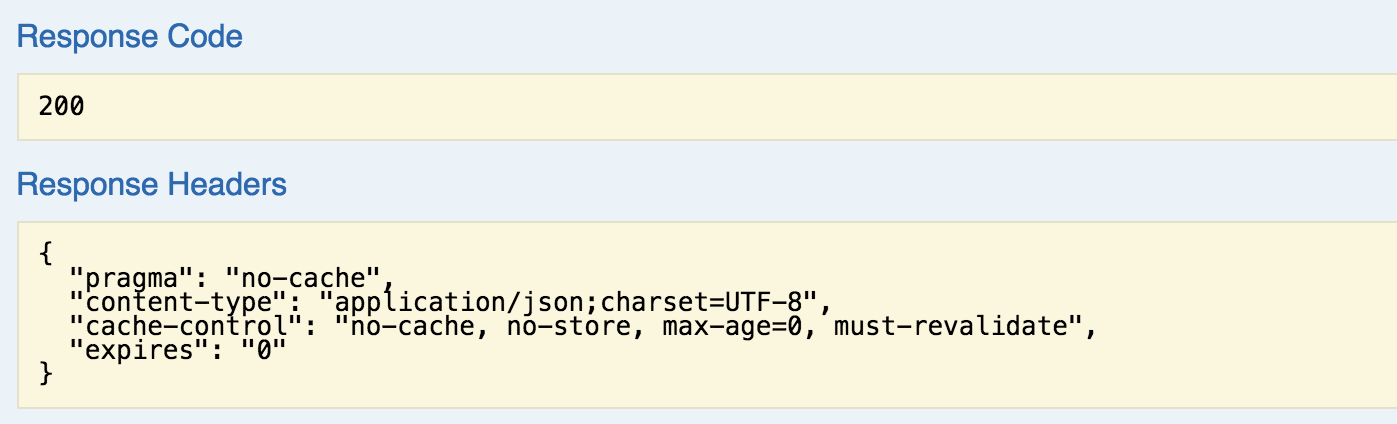 Response Code
200
Response Headers
{
"pragma": "no-cache",
"content-type": "application/json;charset=UTF-8",
"cache-control": "no-cache, no-store, max-age=0, must-revalidate",
"expires": "0"
}